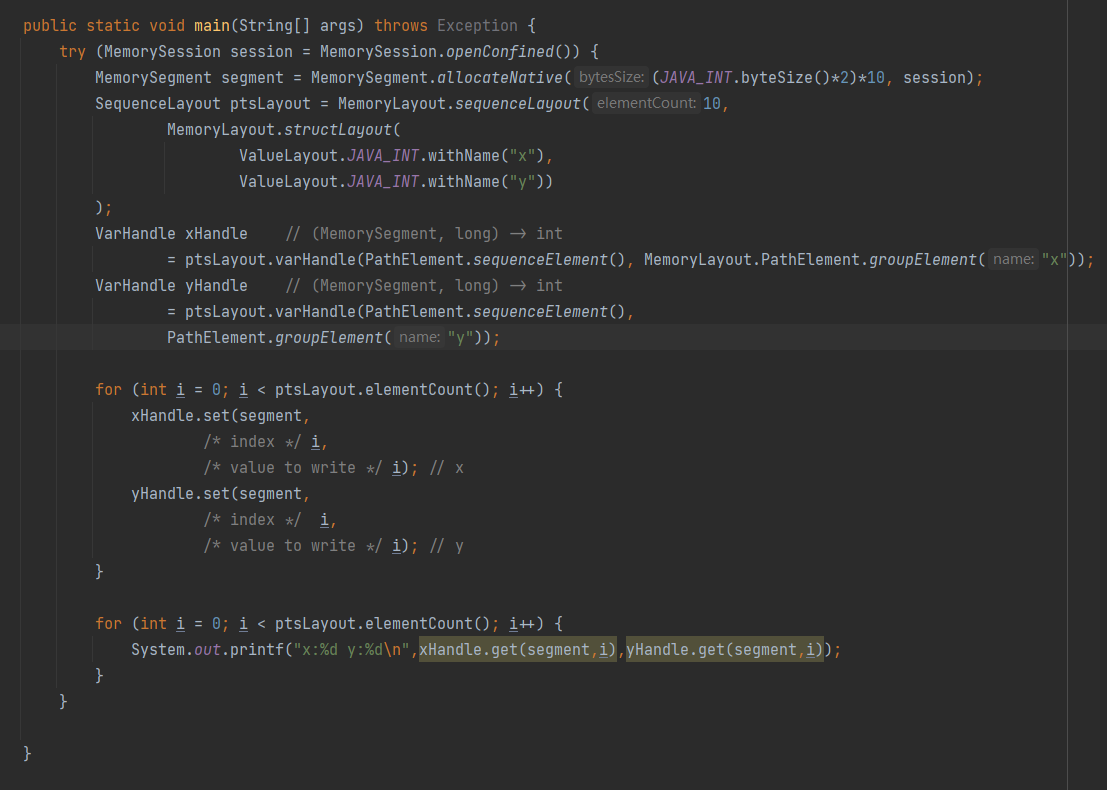 public static void main(String[] args) throws Exception {
try (MemorySession session = MemorySession.openConfined()) {
MemorySegment segment = MemorySegment.allocateNative( bytesSize: (JAVA_INT.byteSize()*2)*10, session);
SequenceLayout ptsLayout = MemoryLayout.sequenceLayout( elementCount: 10,
MemoryLayout.structLayout(
ValueLayout.JAVA_INT.withName("x"),
ValueLayout.JAVA_INT.withName("y"))
);
VarHandle xHandle    // (MemorySegment, long) -> int
= ptsLayout.varHandle(PathElement.sequenceElement(), MemoryLayout.PathElement.groupElement( name: "x"));
VarHandle yHandle    // (MemorySegment, long) -> int
= ptsLayout.varHandle(PathElement.sequenceElement(),
PathElement.groupElement( name: "y"));
for (int i = 0; i < ptsLayout.elementCount(); i++) {
xHandle.set(segment,
/* index */ i,
/* value to write */ i); // x
yHandle.set(segment,
/* index */  i,
/* value to write */ i); // y
}
for (int i = 0; i < ptsLayout.elementCount(); i++) {
System.out.printf("x:%d y:%d\n",xHandle.get(segment,i),yHandle.get(segment,i));
}
}
}